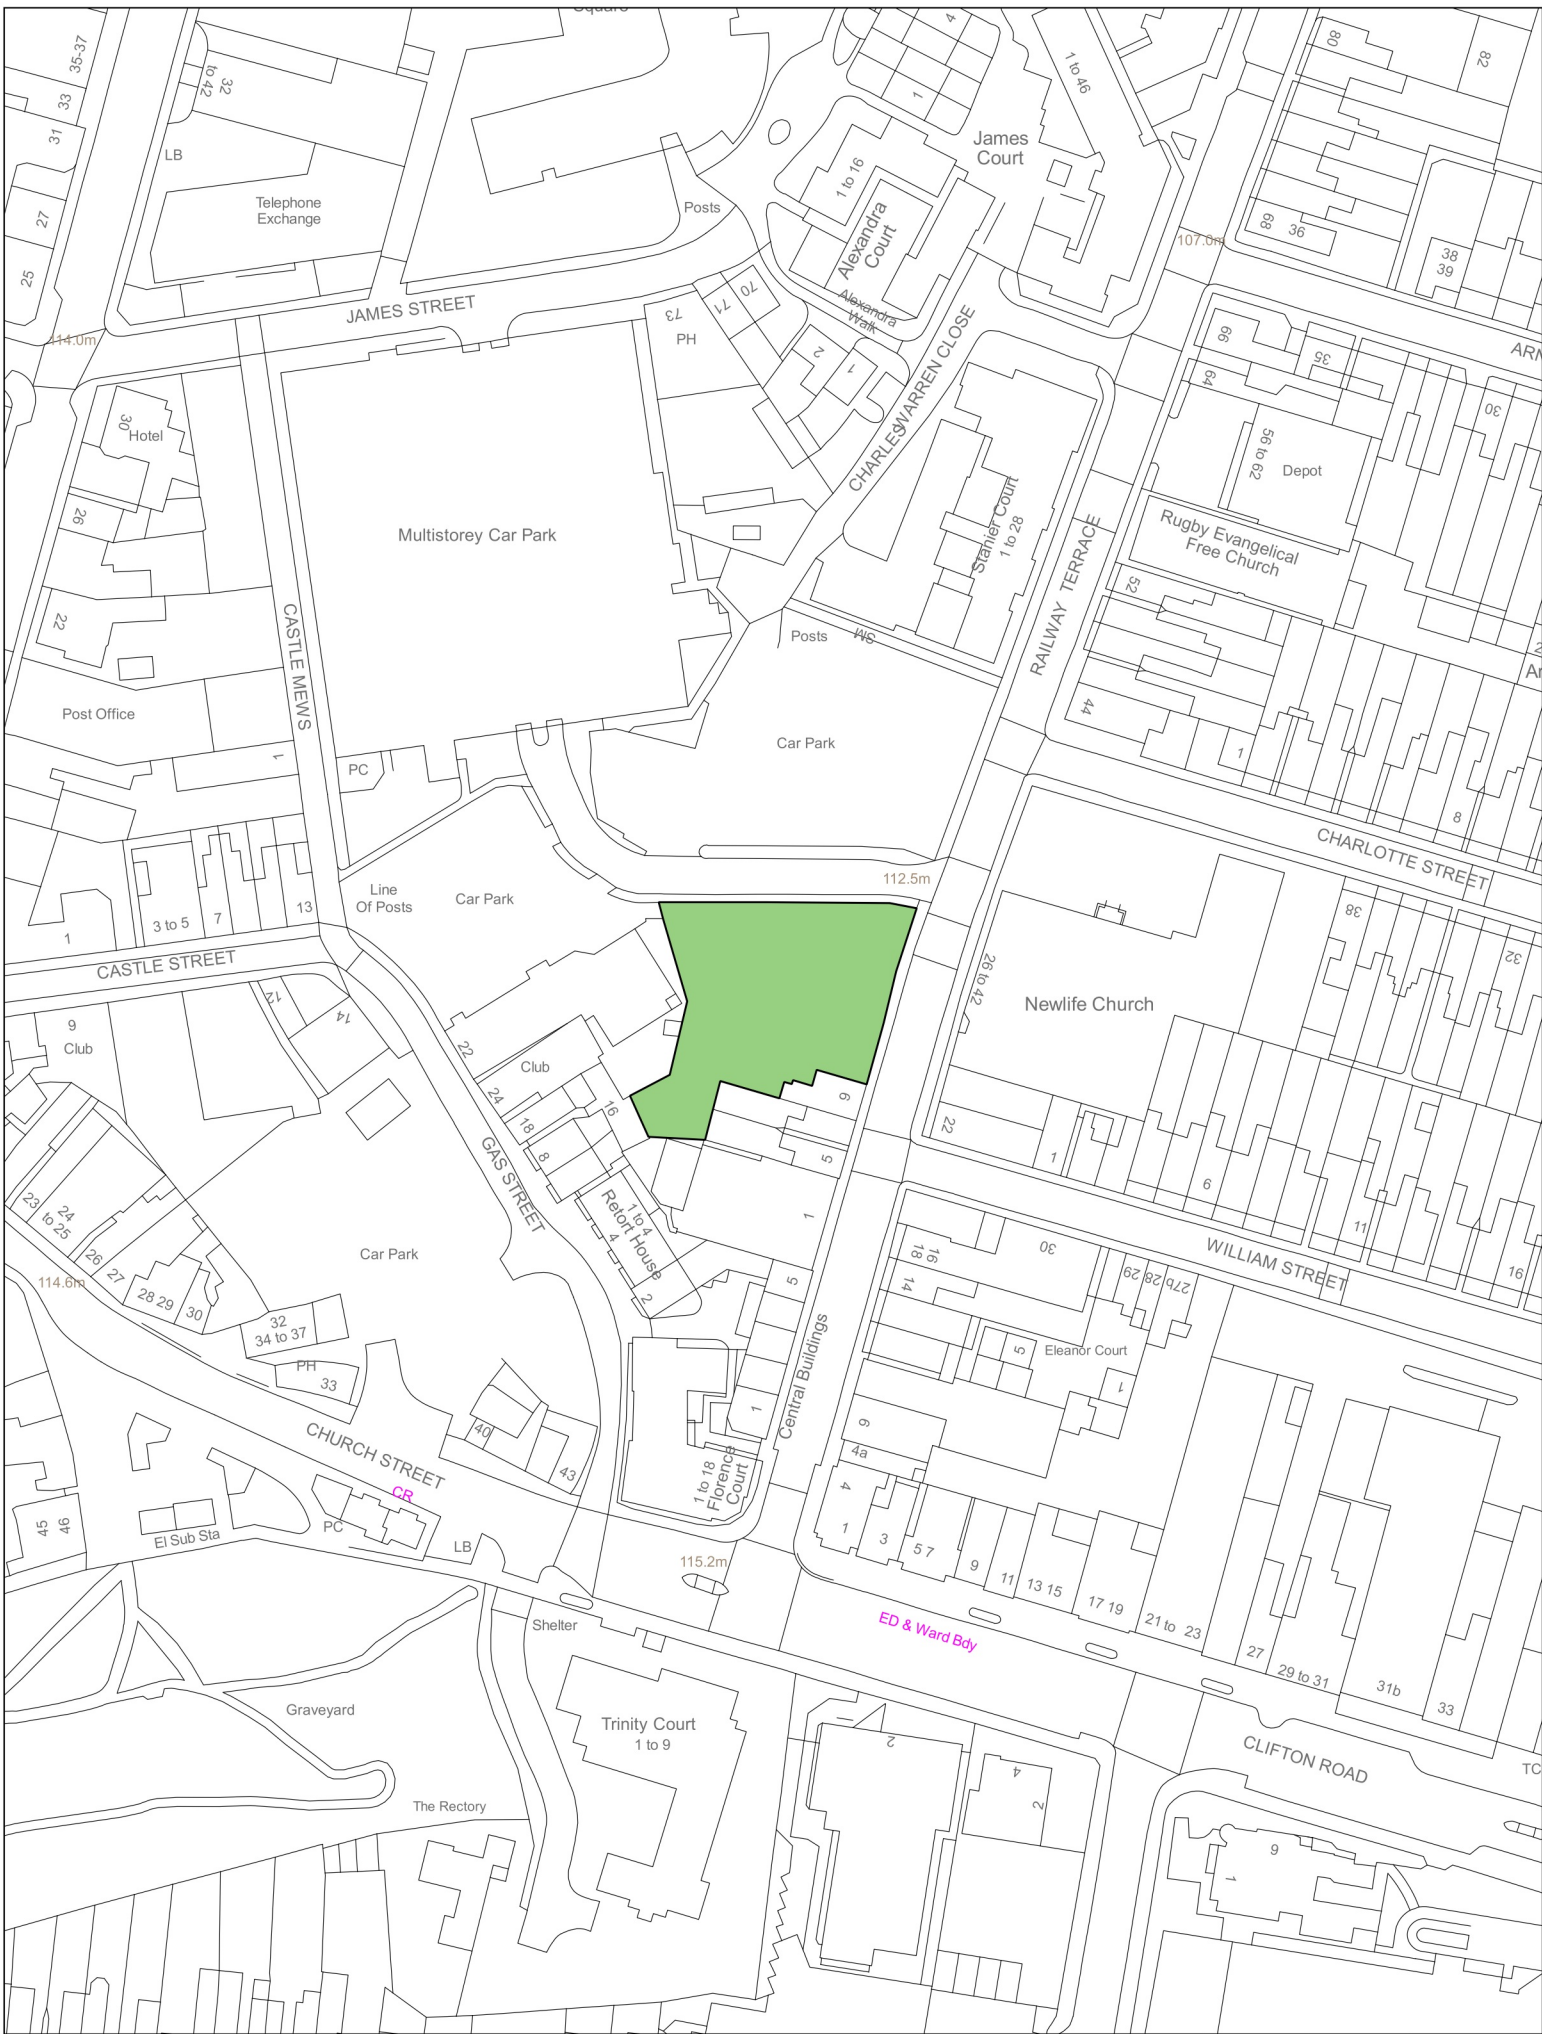 Square
35-37
33
31
27
25
32
to 42
LB
Telephone
Exchange
Posts
4
1
1 to 46
James
Court
1 to 16
Alexandra
Court
Alexandra
Walk
80
82
68
36
38
39
107.0m
JAMES STREET
114.0m
73
71
70
PH
2
1
CHARLES WARREN CLOSE
66
64
35
30
ARN
56 to 62
Depot
30
Hotel
26
22
Multistorey Car Park
Stanier Court
1 to 28
Rugby Evangelical
Free Church
52
RAILWAY TERRACE
CASTLE MEWS
Posts
SM
44
1
8
Post Office
1
PC
Car Park
CHARLOTTE STREET
112.5m
Line
Of Posts
Car Park
3 to 5
7
13
1
CASTLE STREET
38
32
26 to 42
Newlife Church
12
14
9
Club
22
Club
24
18
16
8
9
5
22
1
6
11
16
GAS STREET
1 to 4
Retort House
4
2
1
5
WILLIAM STREET
23
24
to 25
26
27
28 29
30
114.6m
Car Park
32
34 to 37
PH
33
18
16
14
30
29
28
27b
5
Eleanor Court
1
Central Buildings
1
9
4a
4
CHURCH STREET
CR
40
43
1 to 18
Florence
Court
45
46
El Sub Sta
PC
LB
115.2m
1
3
5 7
9
11
13 15
17 19
21 to 23
27
29 to 31
31b
33
Shelter
ED & Ward Bdy
Graveyard
Trinity Court
1 to 9
2
4
2
CLIFTON ROAD
TC
The Rectory
9
1